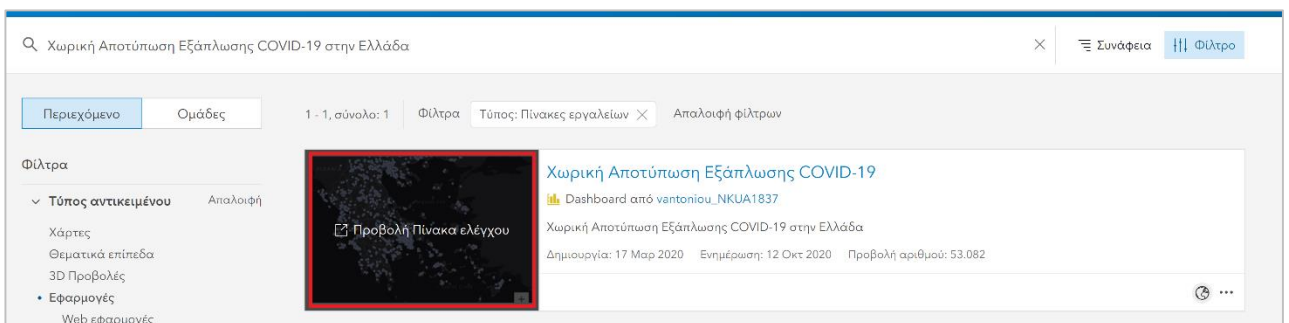 Χωρική Αποτύπωση Εξάπλωσης COVID-19 στην Ελλάδα
Συνάφεια
Φίλτρο
Περιεχόμενο
Ομάδες
1 - 1, σύνολο: 1
Φίλτρα
Τύπος: Πίνακες εργαλείων
Απαλοιφή φίλτρων
Φίλτρα
Τύπος αντικειμένου
Απαλοιφή
Χάρτες
Θεματικά επίπεδα
3D Προβολές
Εφαρμογές
Web εφαρμογές
Προβολή Πίνακα ελέγχου
Χωρική Αποτύπωση Εξάπλωσης COVID-19
Dashboard από vantoniou_NKUA1837
Χωρική Αποτύπωση Εξάπλωσης COVID-19 στην Ελλάδα
Δημιουργία: 17 Μαρ 2020 Ενημέρωση: 12 Οκτ 2020 Προβολή αριθμού: 53.082